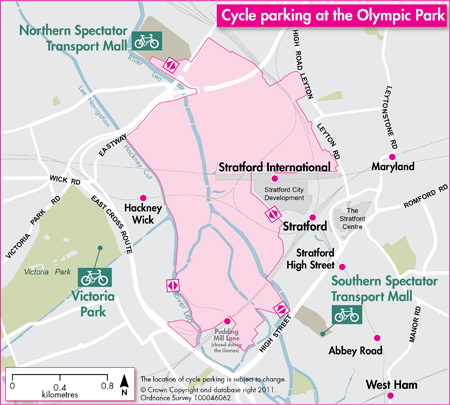 Cycle parking at the Olympic Park
Northern Spectator
Transport Mall
River
Lea
Lee Navigation
HIGH ROAD LEYTON
LEYTONSTONE RD
LEYTON RD
EASTWAY
Hackney Cut
Stratford International
Maryland
WICK RD
Stratford City
Development
ROMFORD RD
Hackney
Wick
VICTORIA PARK RD
EAST CROSS ROUTE
The
Stratford
Centre
Stratford
Stratford
High Street
Victoria Park
Victoria
Park
River Lea
Southern Spectator
Transport Mall
MANOR RD
Pudding
Mill Lane
(closed during
the Games)
HIGH STREET
Abbey Road
West Ham
0 0.4 0.8
kilometres
N
The location of cycle parking is subject to change.
© Crown Copyright and database right 2011.
Ordnance Survey 100046062.